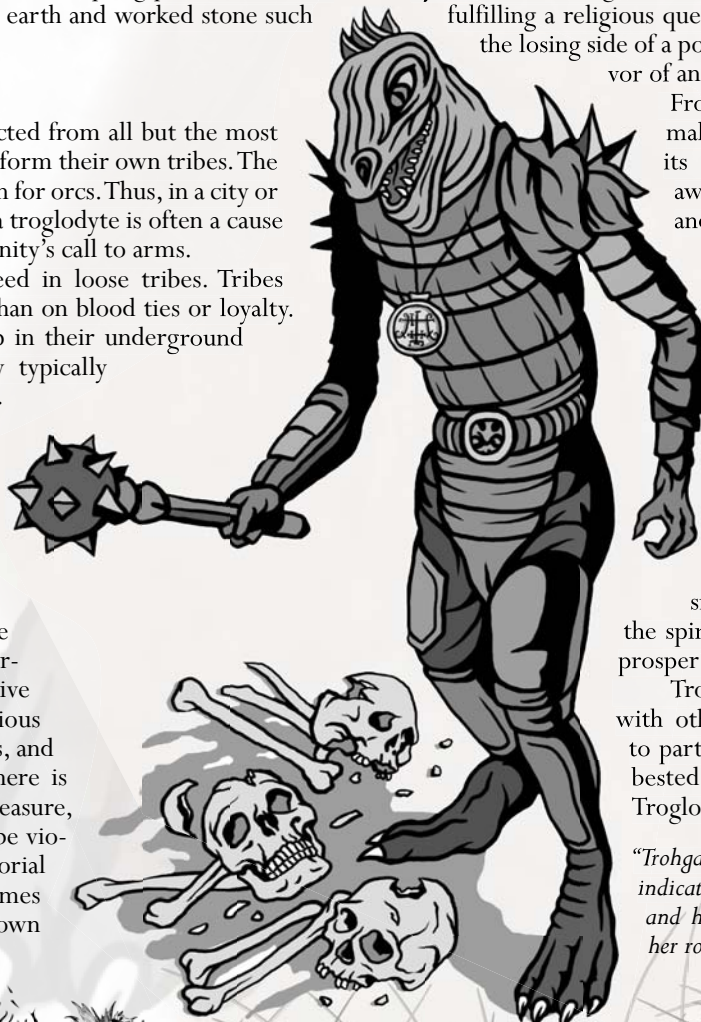 earth and worked stone such
cted from all but the most
form their own tribes. The
for orcs. Thus, in a city or
troglodyte is often a cause
nity's call to arms.
eed in loose tribes. Tribes
han on blood ties or loyalty.
in their underground
typically
r-
ive
ious
s, and
here is
easure,
be vio-
orial
mes
own
fulfilling a religious que
the losing side of a po
vor of an
Fro
mak
its
aw
and
the spir
prosper
Tro
with oth
to part
bested
Troglo
“Trohga
indicat
and h
her ro